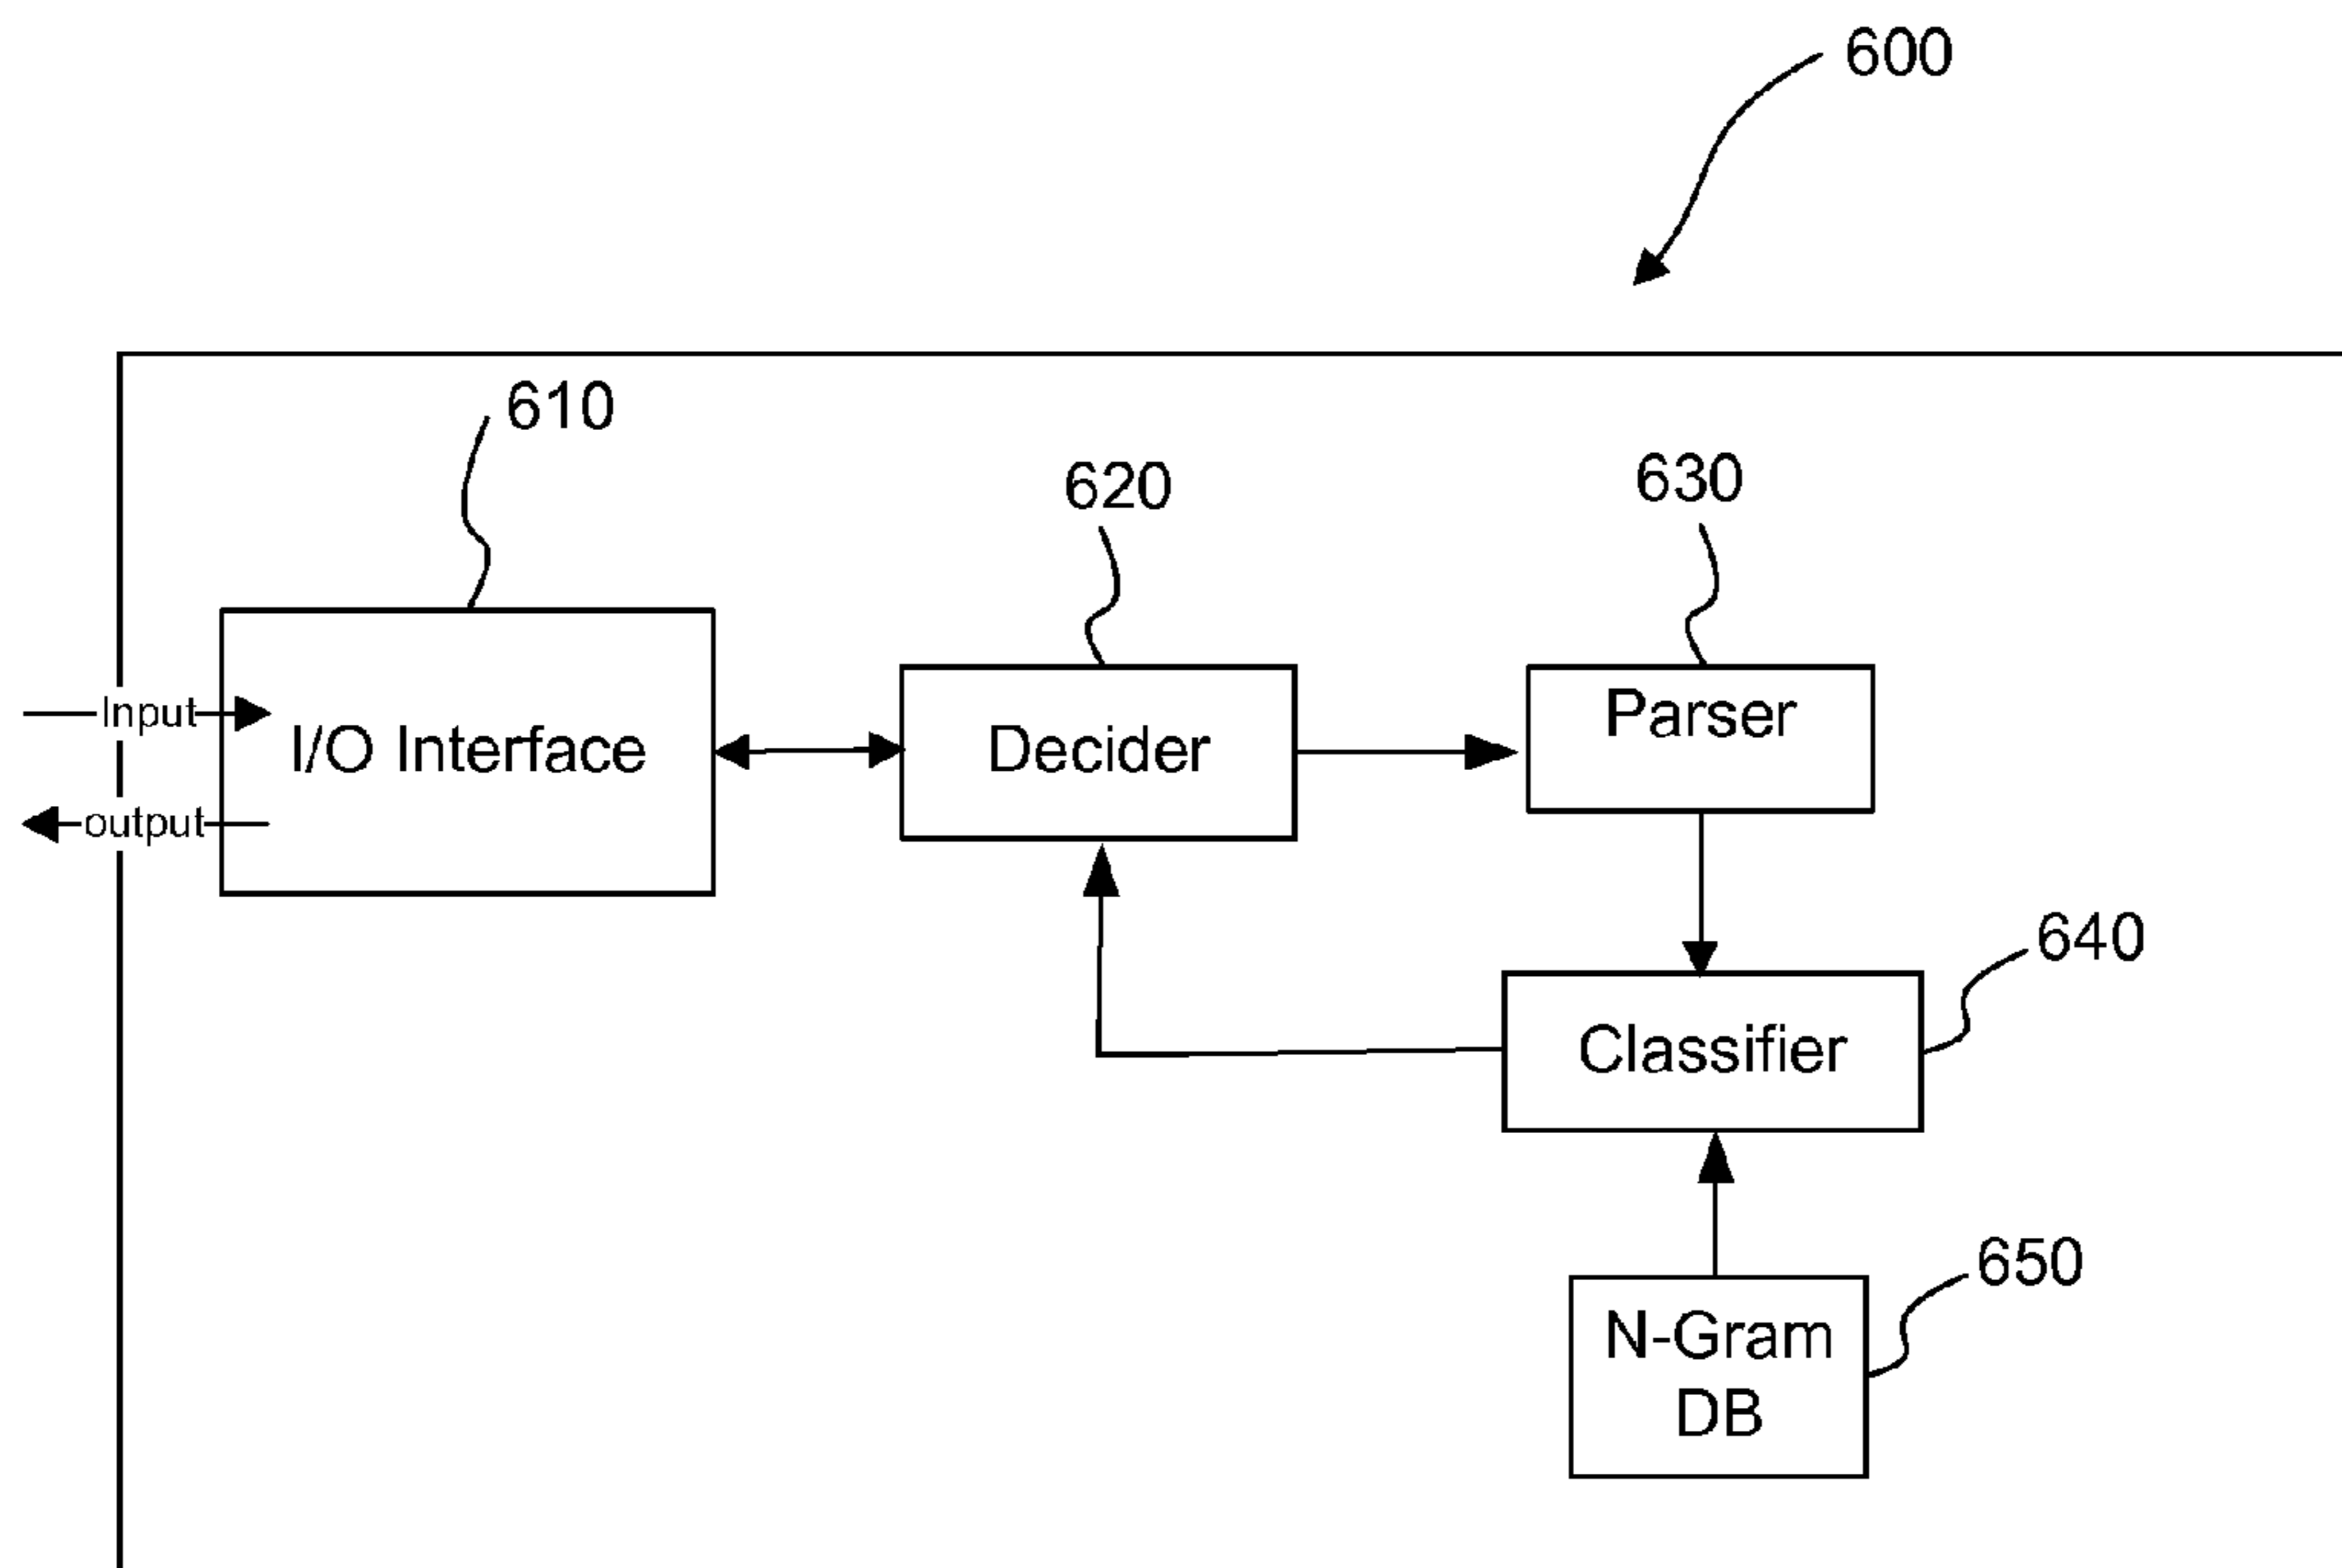 600
610
620
630
Input
I/O Interface
Decider
Parser
output
640
Classifier
650
N-Gram
DB